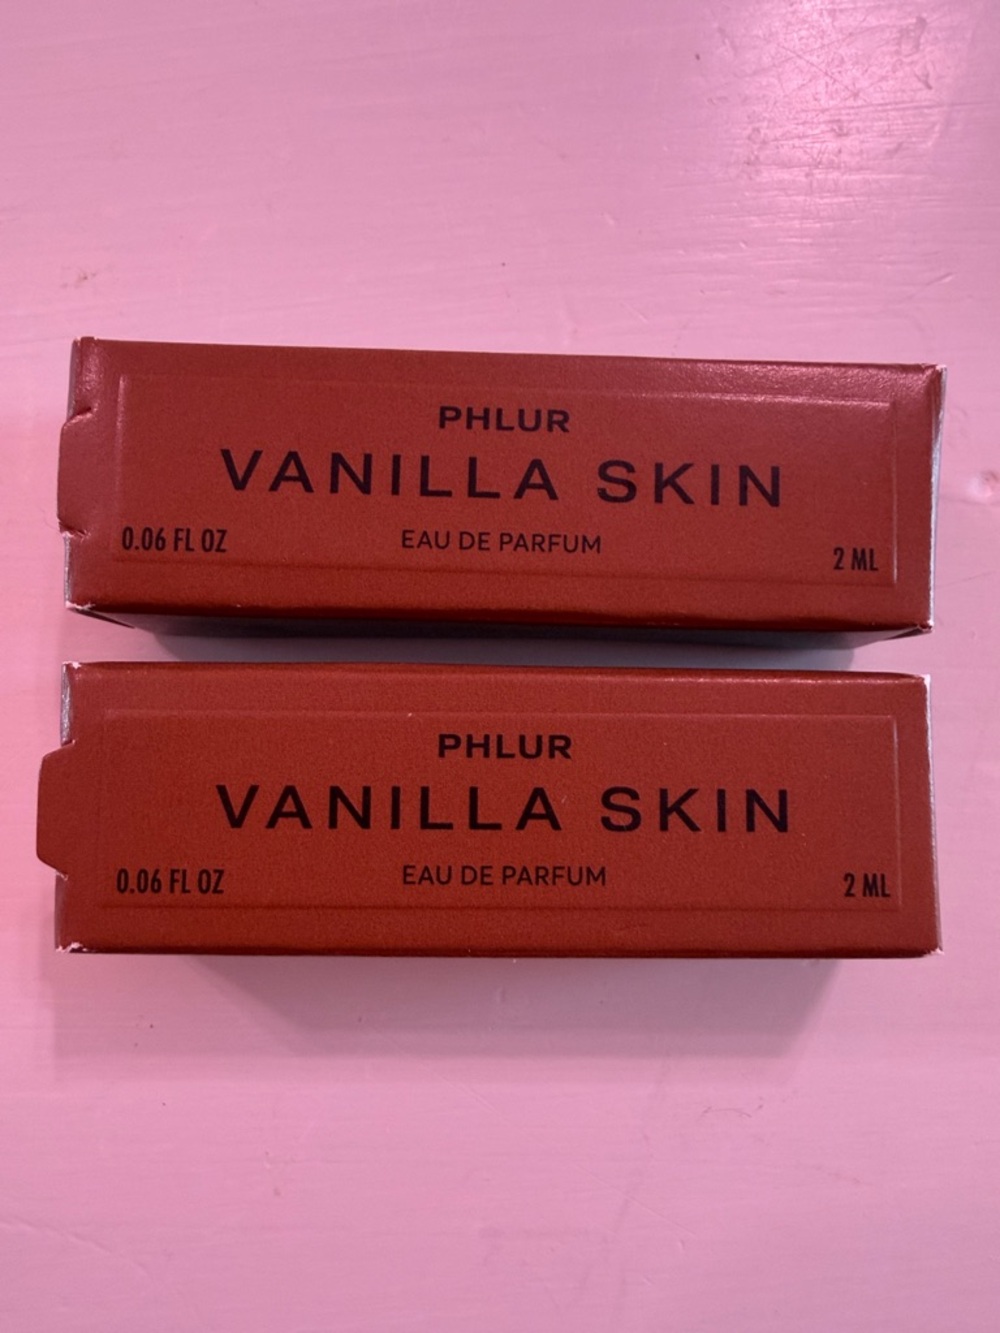 PHLUR
VANILLA SKIN
0.06 FL OZ EAU DE PARFUM 2 ML
PHLUR
VANILLA SKIN
0.06 FL OZ EAU DE PARFUM 2 ML